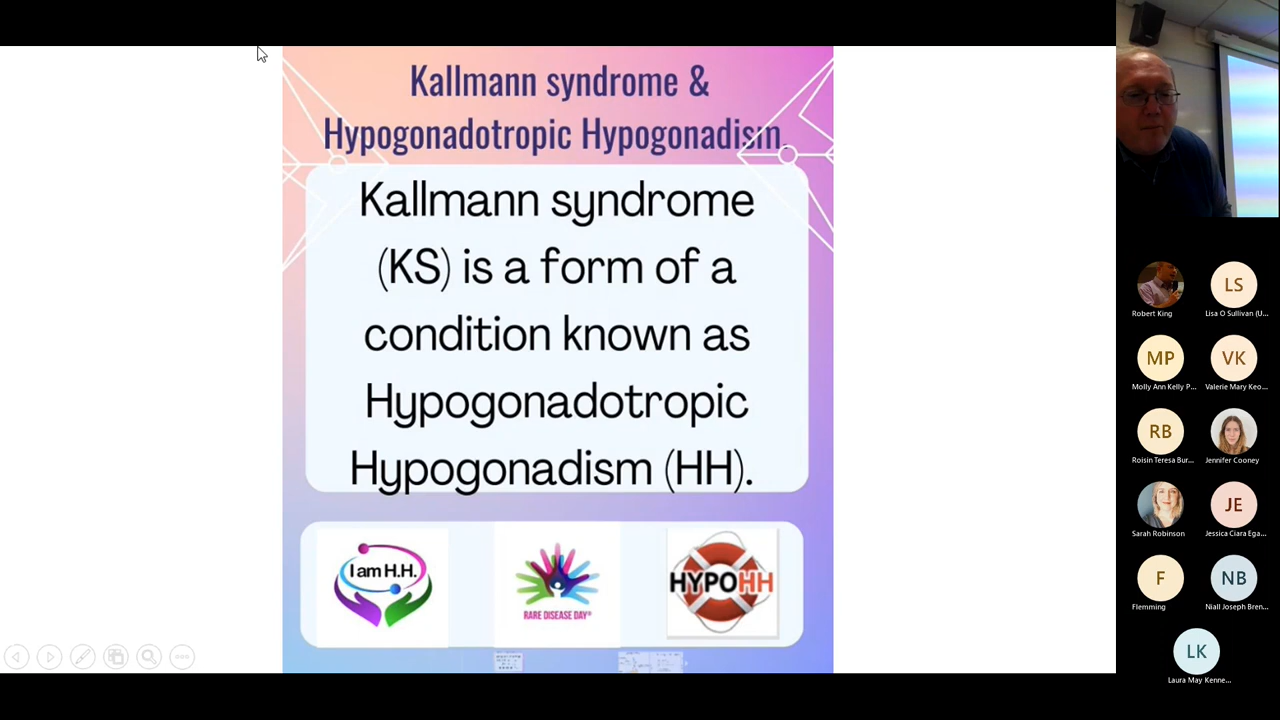 Kallmann syndrome &
Hypogonadotropic Hypogonadism.
Kallmann syndrome
(KS) is a form of a
condition known as
Hypogonadotropic
Hypogonadism (HH).
I am H.H.
RARE DISEASE DAY®
HYPOHH
Robert King
LS
Lisa O Sullivan (U...
MP
Molly Ann Kelly P...
VK
Valerie Mary Keo...
RB
Roisin Teresa Bur...
Jennifer Cooney
Sarah Robinson
JE
Jessica Ciara Ega...
F
Flemming
NB
Niall Joseph Bren...
LK
Laura May Kenne...